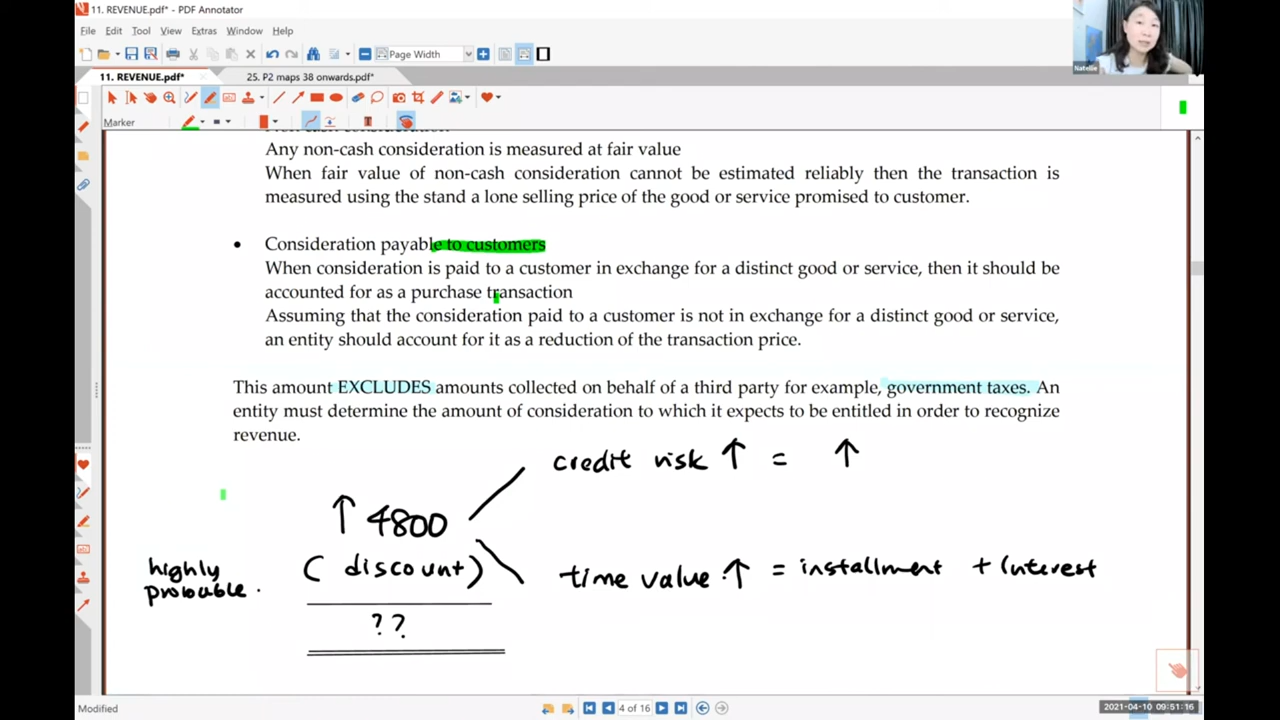 11. REVENUE.pdf* - PDF Annotator
File Edit Tool View Extras Window Help
Page Width
11. REVENUE.pdf* 25. P2 maps 38 onwards.pdf*
Marker
Any non-cash consideration is measured at fair value
When fair value of non-cash consideration cannot be estimated reliably then the transaction is
measured using the stand a lone selling price of the good or service promised to customer.
• Consideration payable to customers
When consideration is paid to a customer in exchange for a distinct good or service, then it should be
accounted for as a purchase transaction
Assuming that the consideration paid to a customer is not in exchange for a distinct good or service,
an entity should account for it as a reduction of the transaction price.
This amount EXCLUDES amounts collected on behalf of a third party for example, government taxes. An
entity must determine the amount of consideration to which it expects to be entitled in order to recognize
revenue.
credit risk ↑ = ↑
↑ 4800
highly probable.
(discount)
time value ↑ = installment + Interest
??
Modified
4 of 16
2021-04-10 09:51:16